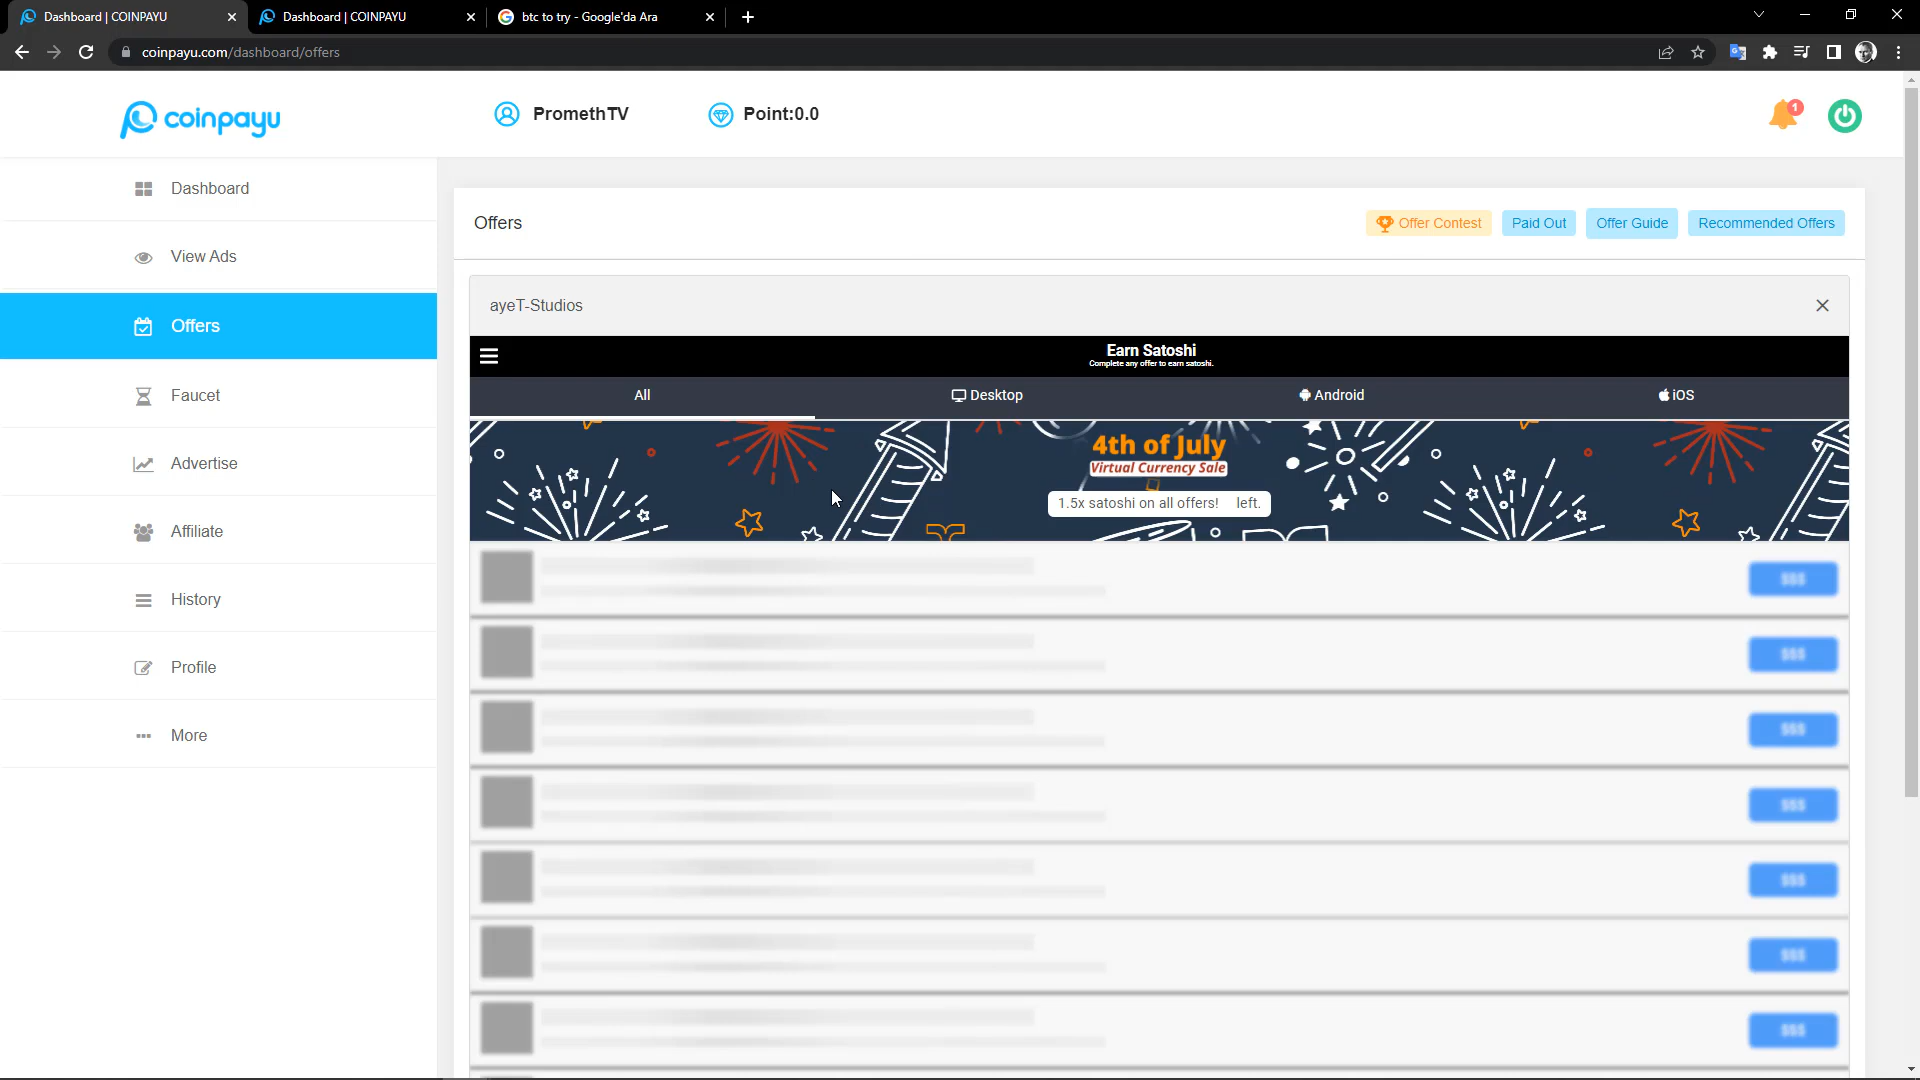 Dashboard | COINPAYU
Dashboard | COINPAYU
btc to try - Google'da Ara
coinpayu.com/dashboard/offers
coinpayu
PromethTV
Point:0.0
1
Dashboard
View Ads
Offers
Faucet
Advertise
Affiliate
History
Profile
More
Offers
Offer Contest
Paid Out
Offer Guide
Recommended Offers
ayeT-Studios
Earn Satoshi
Complete any offer to earn satoshi.
All
Desktop
Android
iOS
4th of July
Virtual Currency Sale
1.5x satoshi on all offers! left.
$$$
$$$
$$$
$$$
$$$
$$$
$$$